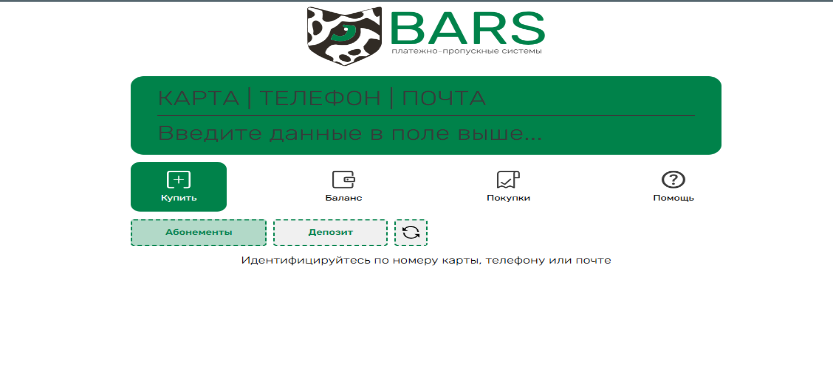 BARS
платежно-пропускные системы
КАРТА | ТЕЛЕФОН | ПОЧТА
Введите данные в поле выше...
Купить
Баланс
Покупки
Помощь
Абонементы
Депозит
Идентифицируйтесь по номеру карты, телефону или почте